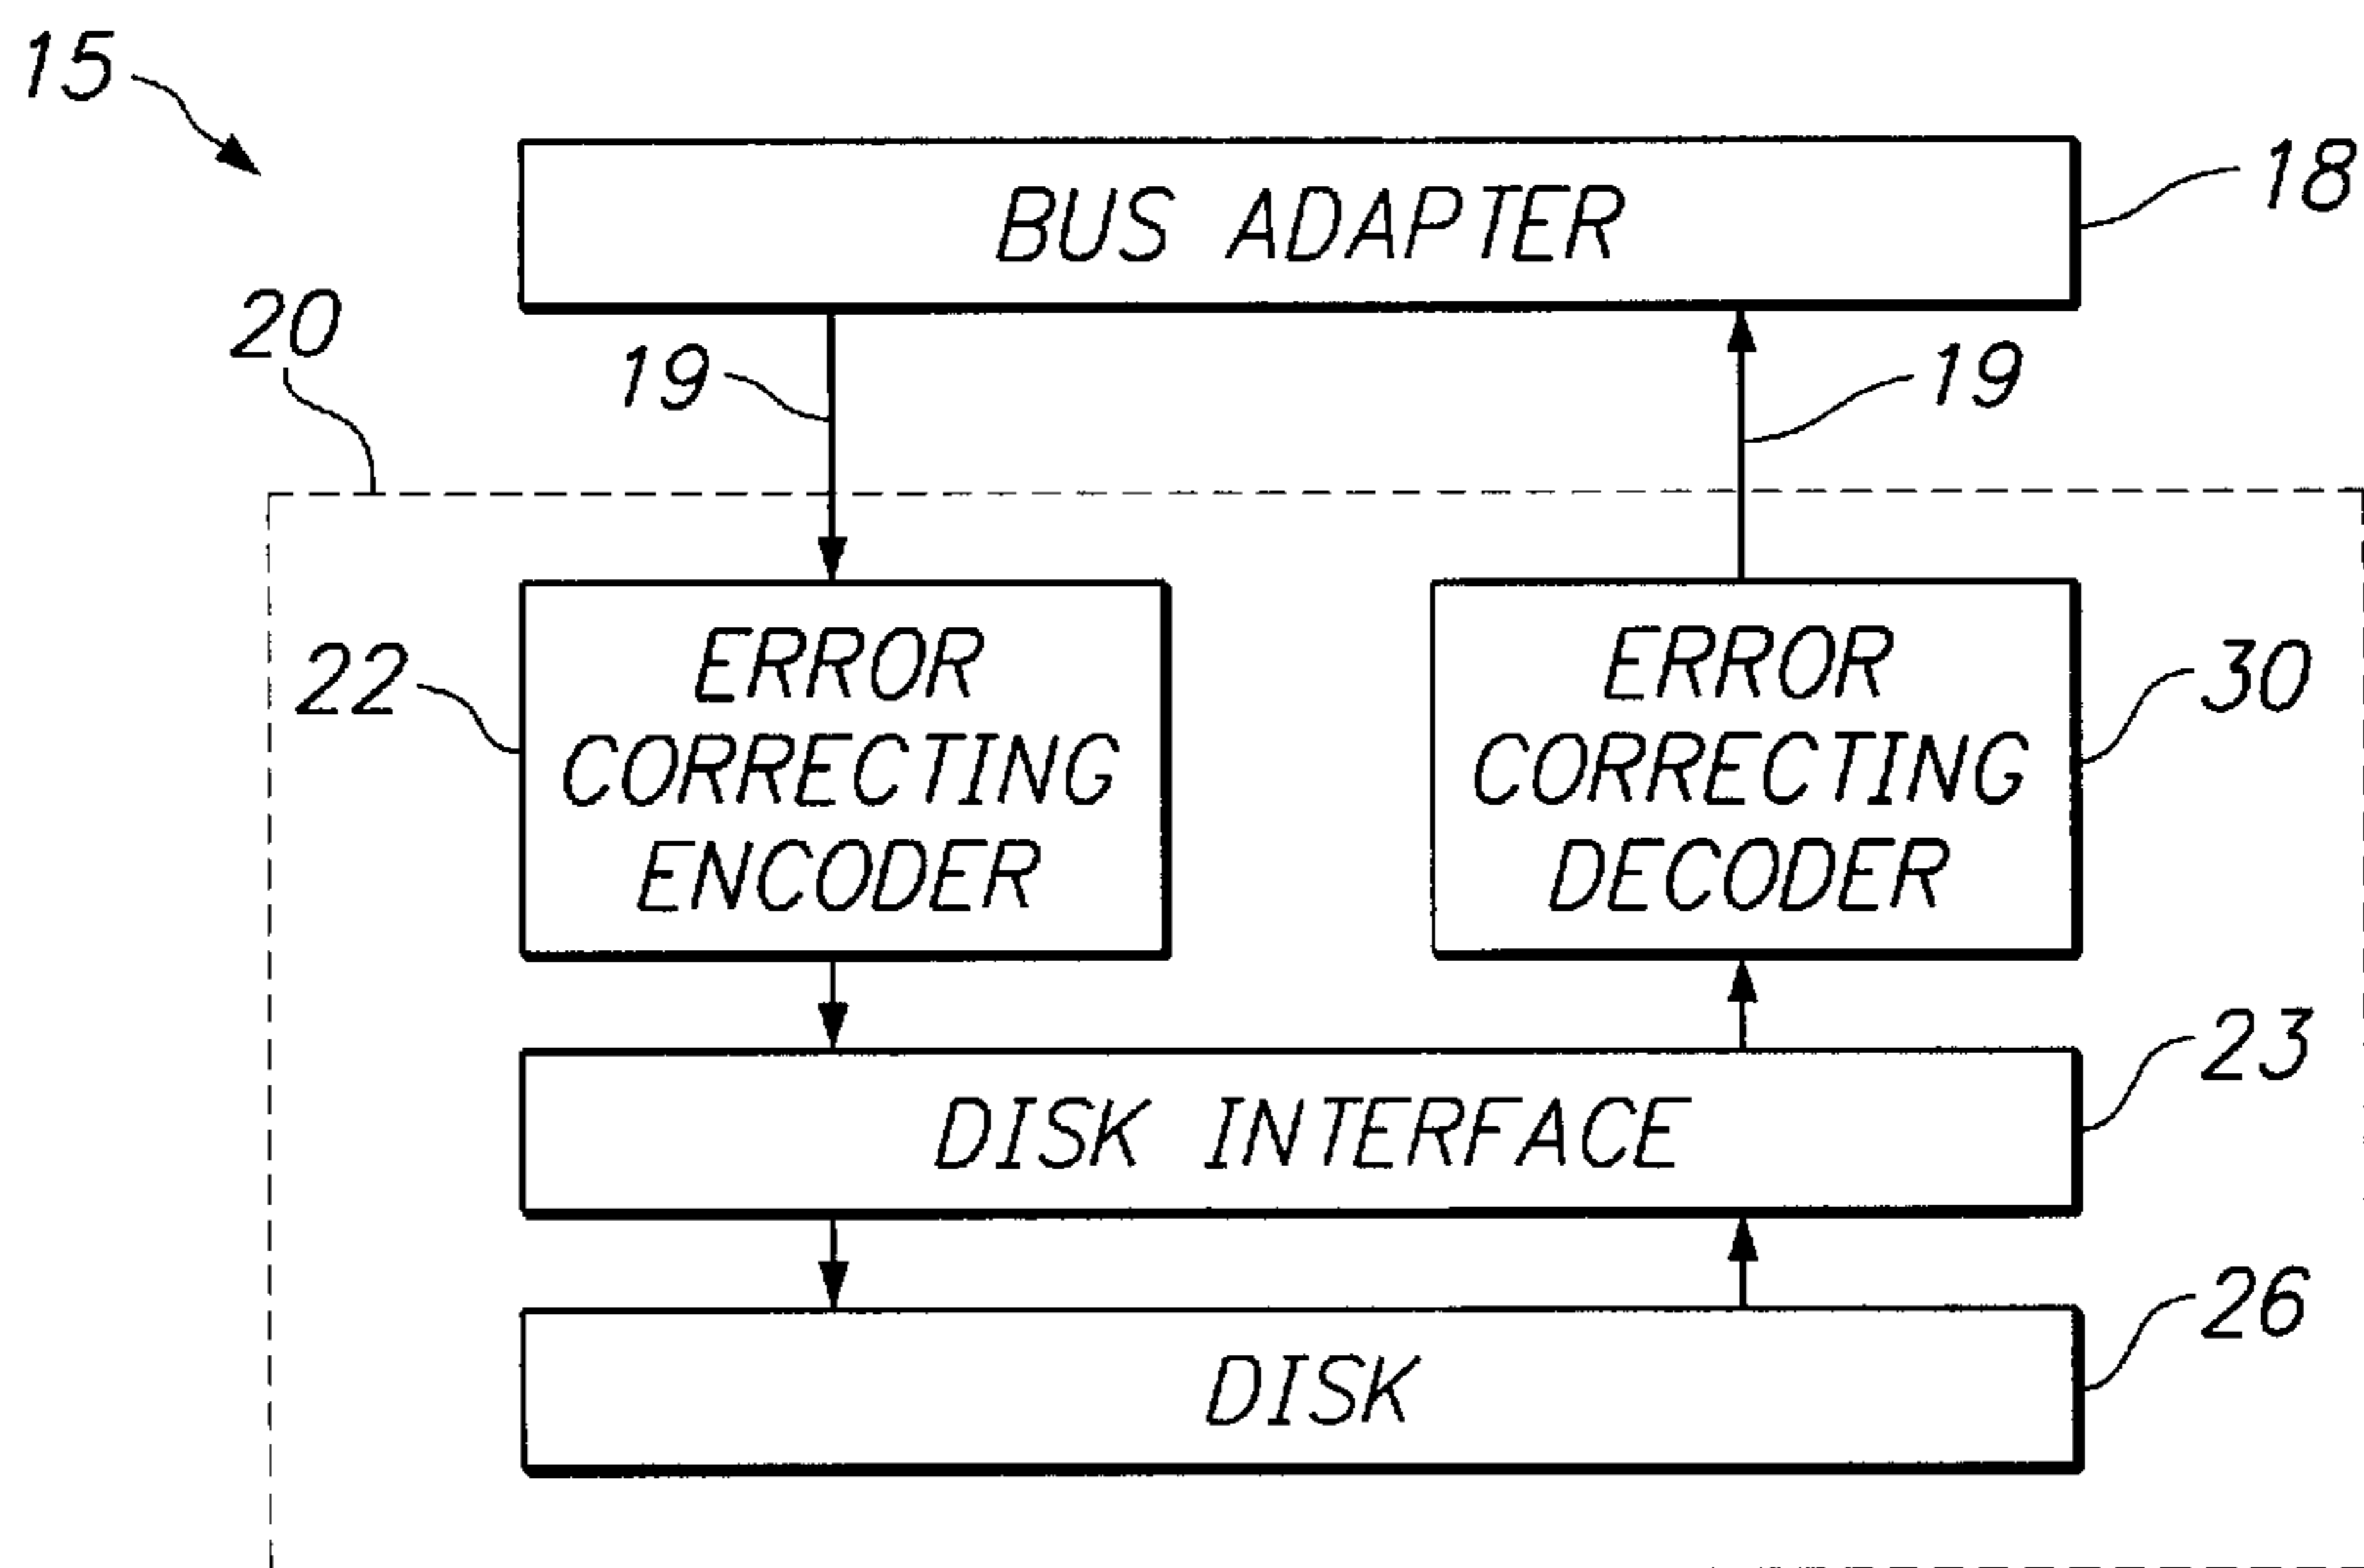 15
BUS ADAPTER
18
20
19
19
22
ERROR
CORRECTING
ENCODER
ERROR
CORRECTING
DECODER
30
DISK INTERFACE
23
DISK
26